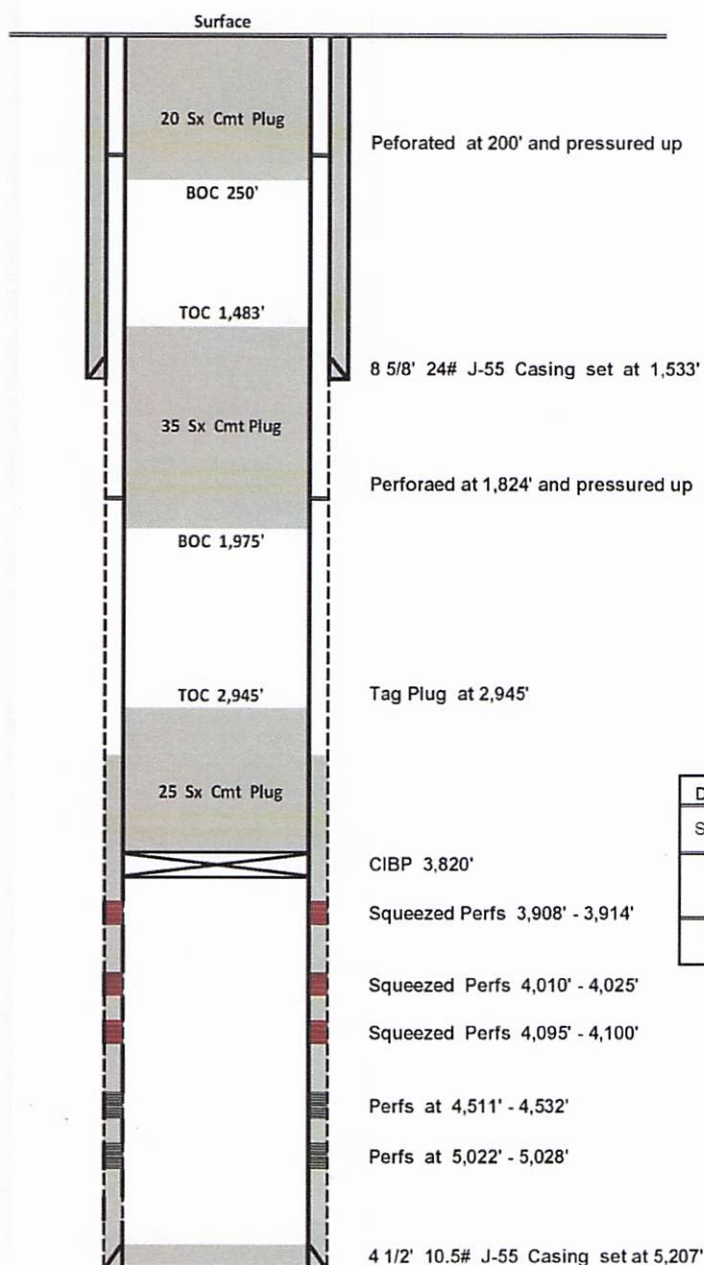 Surface
20 Sx Cmt Plug
Peforated at 200' and pressured up
BOC 250'
TOC 1,483'
8 5/8' 24# J-55 Casing set at 1,533'
35 Sx Cmt Plug
Perforaed at 1,824' and pressured up
BOC 1,975'
TOC 2,945'
Tag Plug at 2,945'
25 Sx Cmt Plug
D
S
CIBP 3,820'
Squeezed Perfs 3,908' - 3,914'
Squeezed Perfs 4,010' - 4,025'
Squeezed Perfs 4,095' - 4,100'
Perfs at 4,511' - 4,532'
Perfs at 5,022' - 5,028'
4 1/2' 10.5# J-55 Casing set at 5,207'